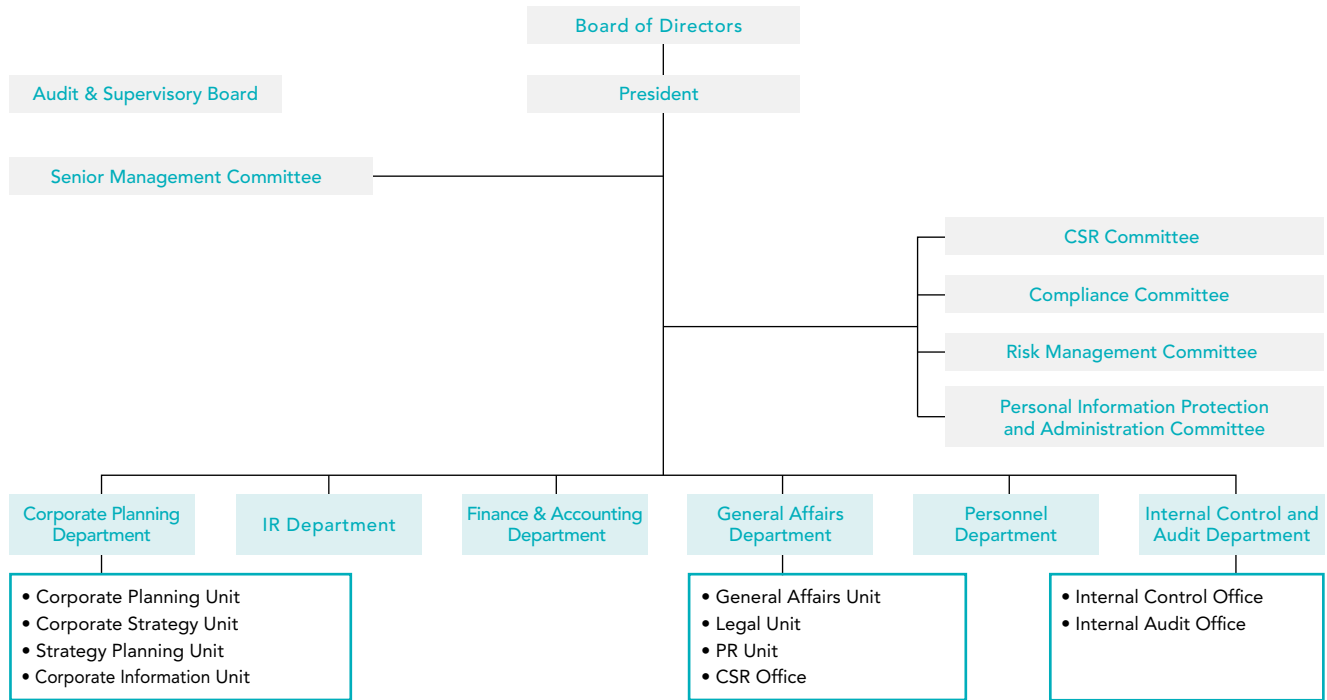 Board of Directors
Audit & Supervisory Board
President
Senior Management Committee
CSR Committee
Compliance Committee
Risk Management Committee
Personal Information Protection
and Administration Committee
Corporate Planning
Department
IR Department
Finance & Accounting
Department
General Affairs
Department
Personnel
Department
Internal Control and
Audit Department
• Corporate Planning Unit
• Corporate Strategy Unit
• Strategy Planning Unit
• Corporate Information Unit
• General Affairs Unit
• Legal Unit
• PR Unit
• CSR Office
• Internal Control Office
• Internal Audit Office